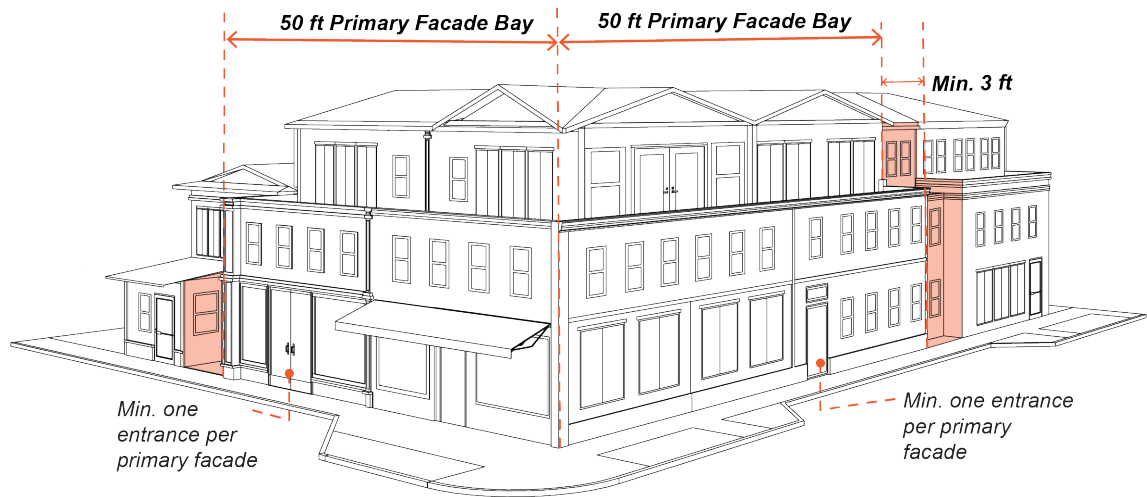 50 ft Primary Facade Bay
50 ft Primary Facade Bay
Min. 3 ft
Min. one
entrance per
primary facade
Min. one entrance
per primary
facade